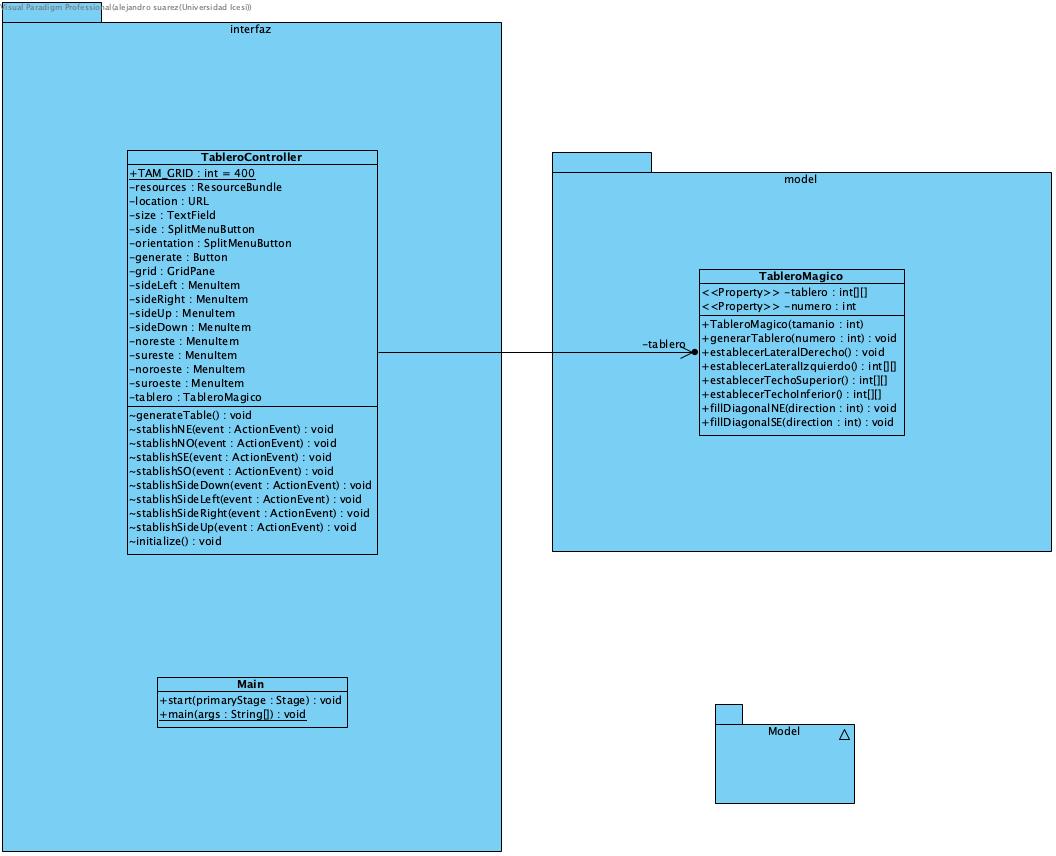 Visual Paradigm Professional(alejandro suarez(Universidad Icesi))
interfaz
TableroController
+TAM_GRID : int = 400
-resources : ResourceBundle
-location : URL
-size : TextField
-side : SplitMenuButton
-orientation : SplitMenuButton
-generate : Button
-grid : GridPane
-sideLeft : MenuItem
-sideRight : MenuItem
-sideUp : MenuItem
-sideDown : MenuItem
-noreste : MenuItem
-sureste : MenuItem
-noroeste : MenuItem
-suroeste : MenuItem
-tablero : TableroMagico
~generateTable() : void
~stablishNE(event : ActionEvent) : void
~stablishNO(event : ActionEvent) : void
~stablishSE(event : ActionEvent) : void
~stablishSO(event : ActionEvent) : void
~stablishSideDown(event : ActionEvent) : void
~stablishSideLeft(event : ActionEvent) : void
~stablishSideRight(event : ActionEvent) : void
~stablishSideUp(event : ActionEvent) : void
~initialize() : void
Main
+start(primaryStage : Stage) : void
+main(args : String[]) : void
-tablero
model
TableroMagico
<<Property>> -tablero : int[][]
<<Property>> -numero : int
+TableroMagico(tamanio : int)
+generarTablero(numero : int) : void
+establecerLateralDerecho() : void
+establecerLateralIzquierdo() : int[][]
+establecerTechoSuperior() : int[][]
+establecerTechoInferior() : int[][]
+fillDiagonalNE(direction : int) : void
+fillDiagonalSE(direction : int) : void
Model